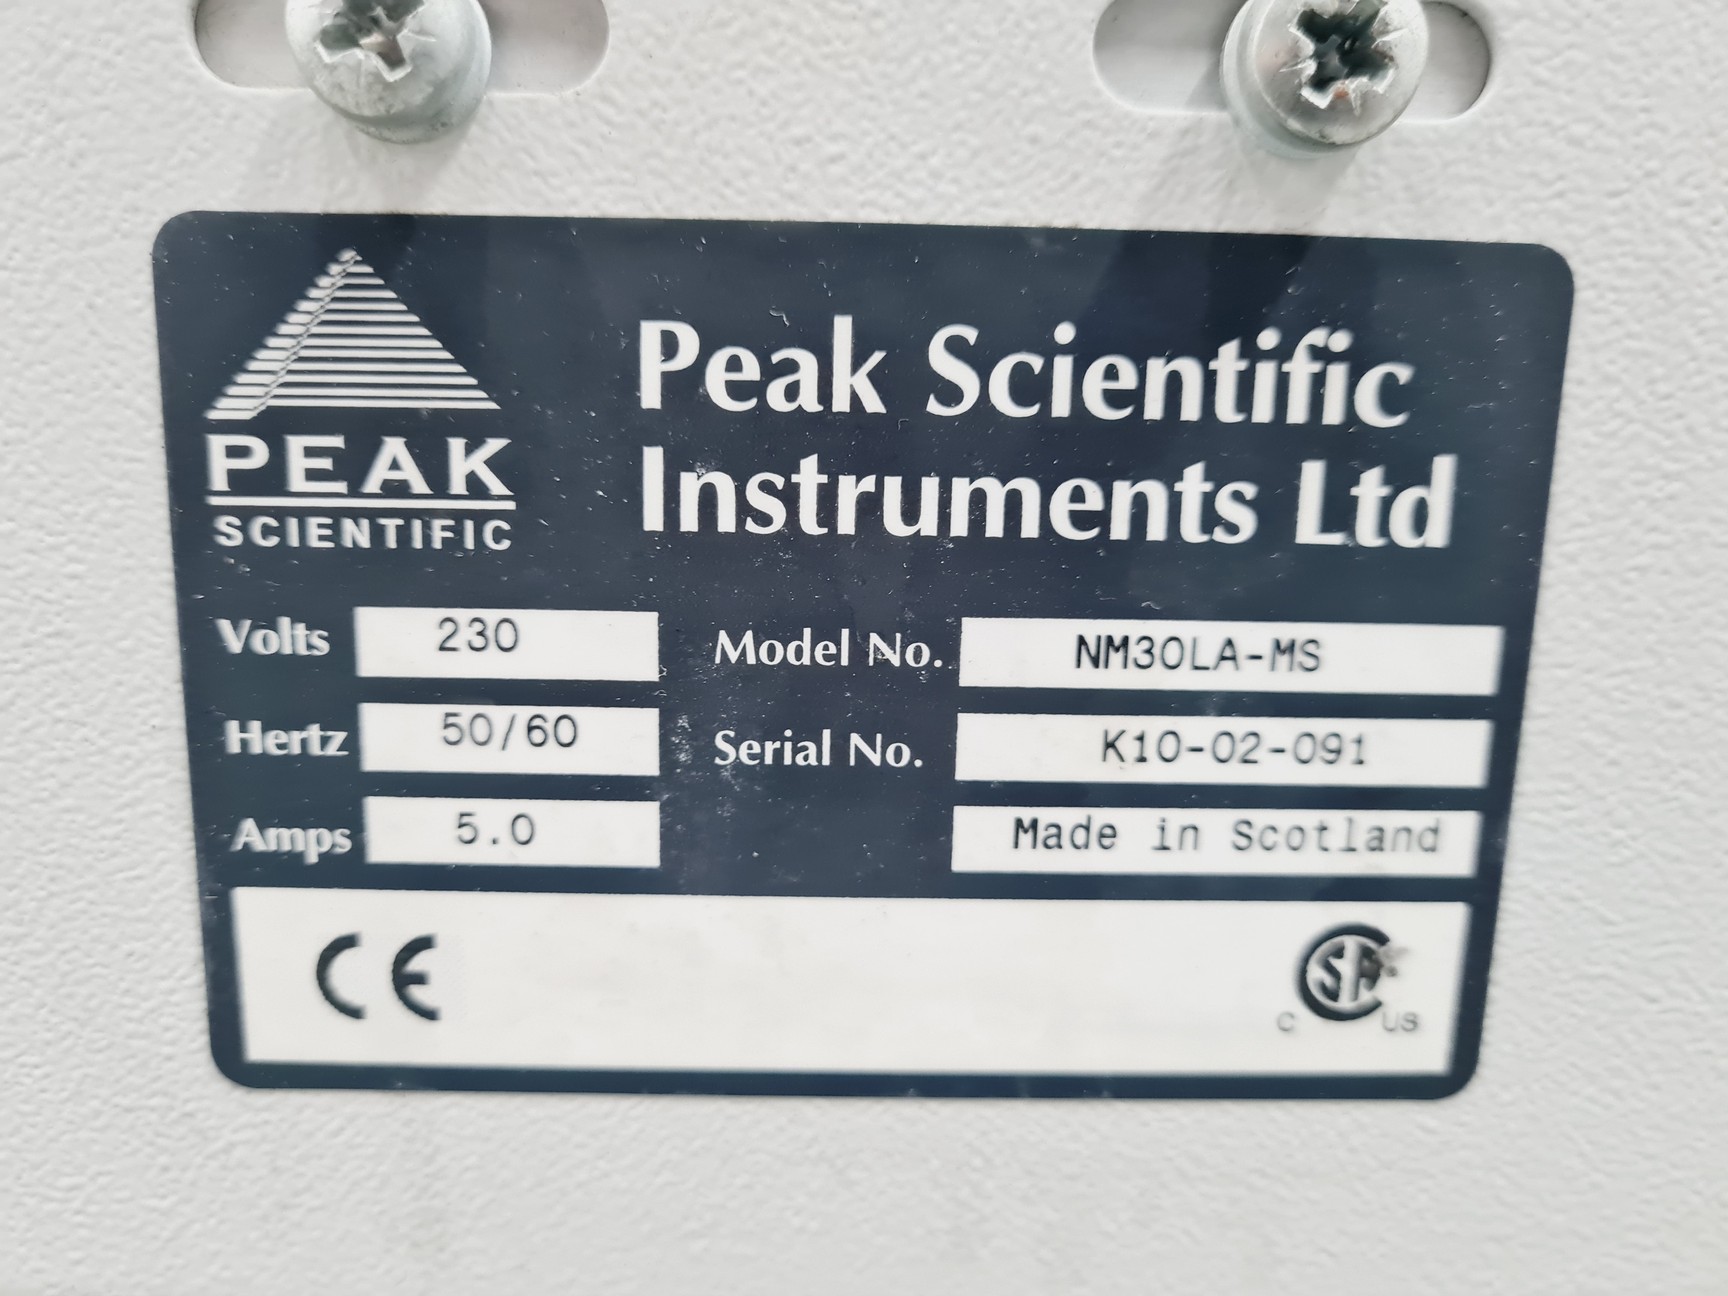 PEAK
SCIENTIFIC
Peak Scientific
Instruments Ltd
Volts 230
Hertz 50/60
Amps 5.0
Model No. NM30LA-MS
Serial No. K10-02-091
Made in Scotland
CE
C SA US